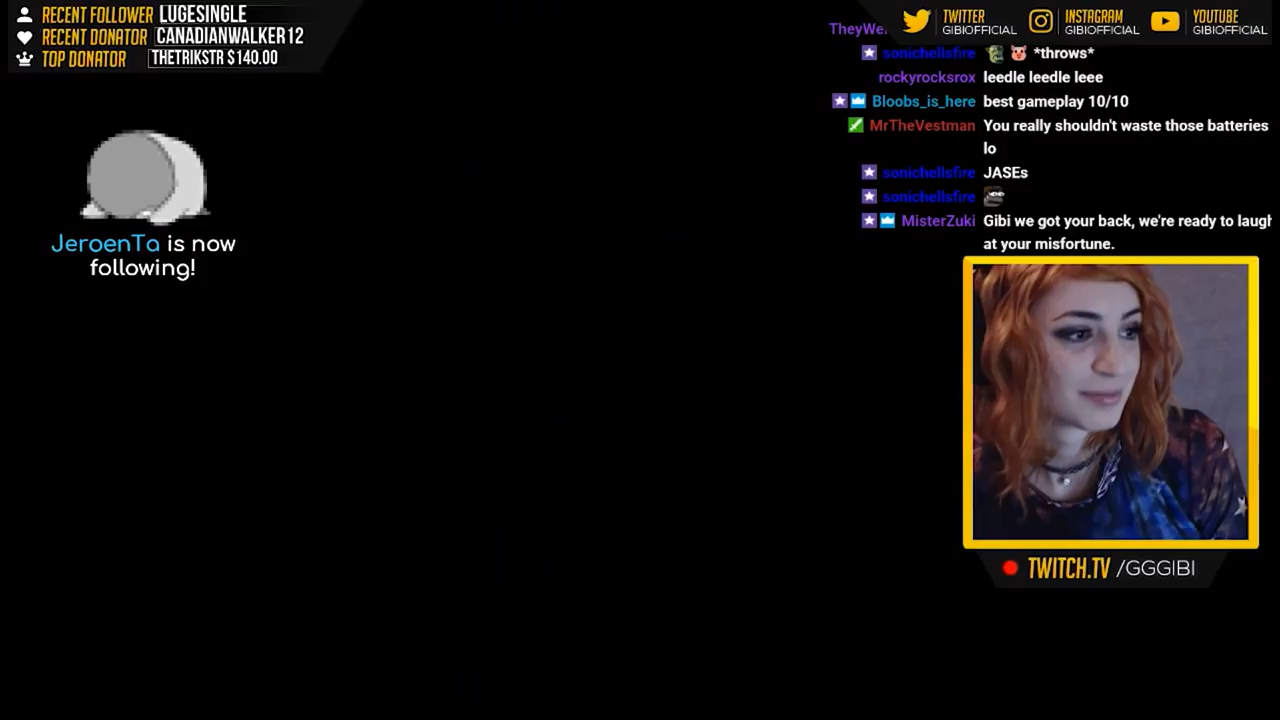 RECENT FOLLOWER LUGESINGLE
RECENT DONATOR CANADIANWALKER12
TOP DONATOR THETRIKSTR $140.00
TWITTER
GIBIOFFICIAL
INSTAGRAM
GIBIOFFICIAL
YOUTUBE
GIBIOFFICIAL
sonichellsfire *throws*
rockyrocksrox leedle leedle leee
Bloobs_is_here best gameplay 10/10
MrTheVestman You really shouldn't waste those batteries
lo
sonichellsfire JASEs
sonichellsfire
MisterZuki Gibi we got your back, we're ready to laugh
at your misfortune.
JeroenTa is now
following!
TWITCH.TV /GGGIBI